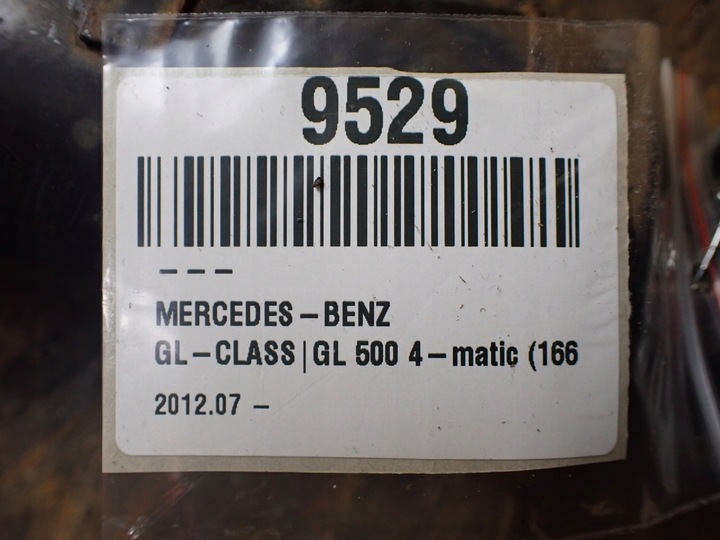 9529
– – –
MERCEDES – BENZ
GL – CLASS | GL 500 4 – matic (166
2012.07 –